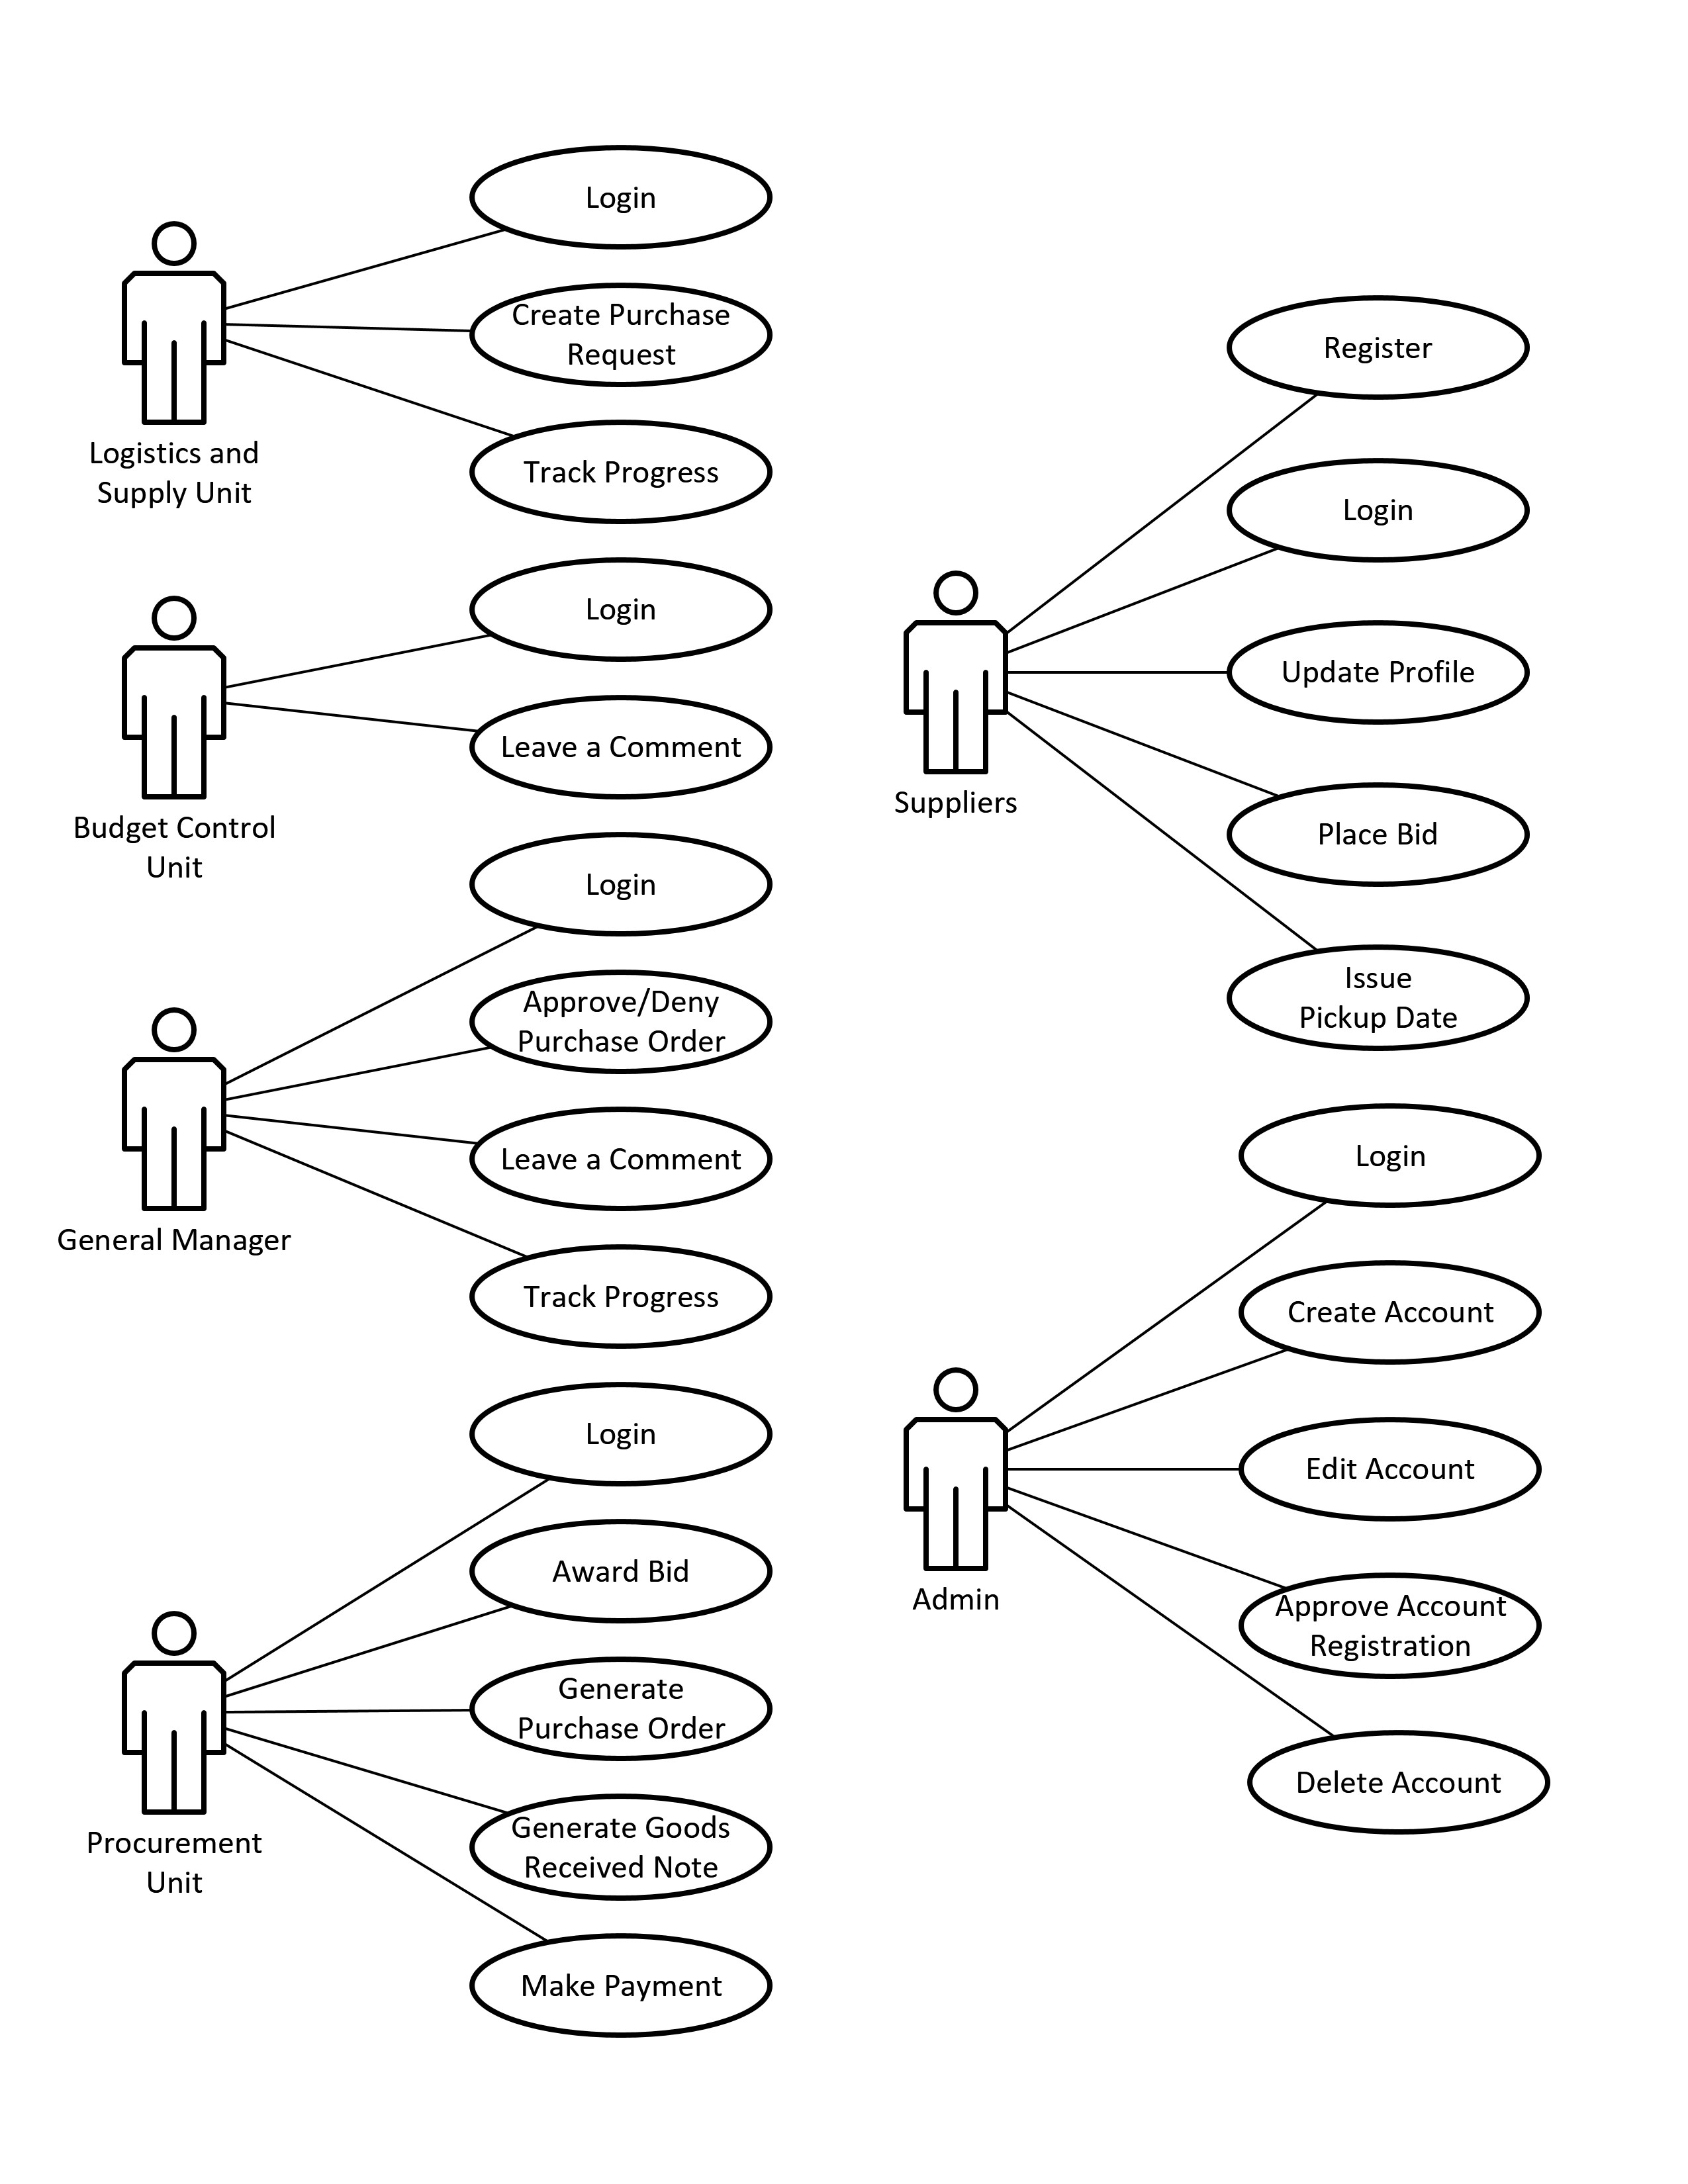 Login
Create Purchase
Request
Track Progress
Logistics and
Supply Unit
Login
Leave a Comment
Budget Control
Unit
Login
Approve/Deny
Purchase Order
Leave a Comment
Track Progress
General Manager
Login
Award Bid
Generate
Purchase Order
Generate Goods
Received Note
Make Payment
Procurement
Unit
Register
Login
Update Profile
Place Bid
Issue
Pickup Date
Suppliers
Login
Create Account
Edit Account
Approve Account
Registration
Delete Account
Admin